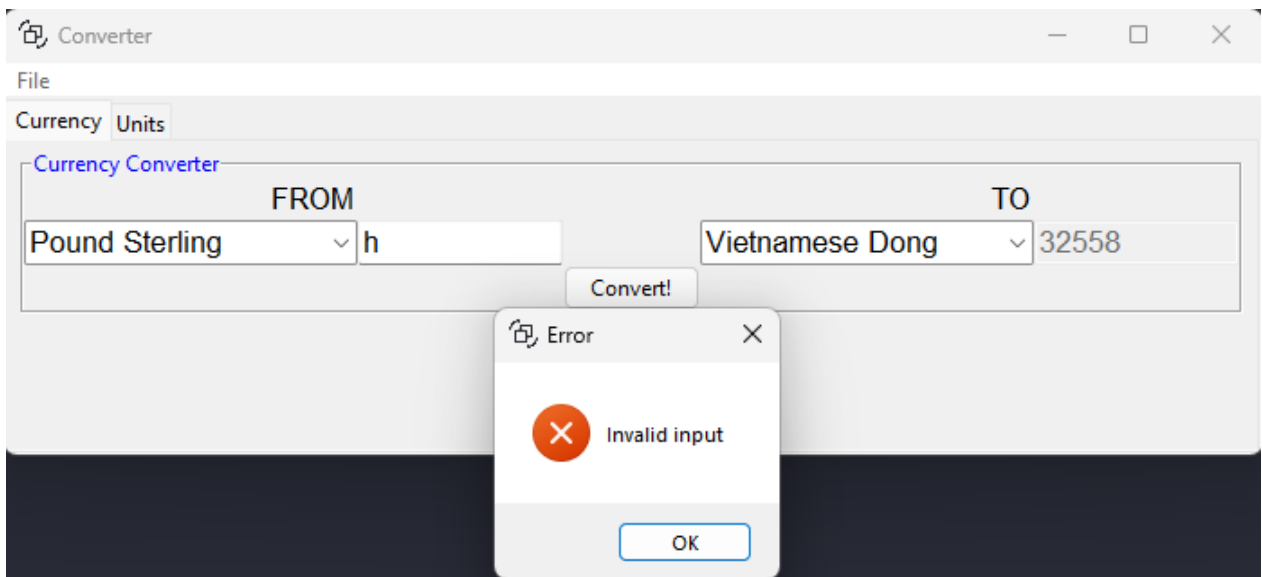 Converter
File
Currency Units
Currency Converter
FROM TO
Pound Sterling h Vietnamese Dong 32558
Convert!
Error
Invalid input
OK